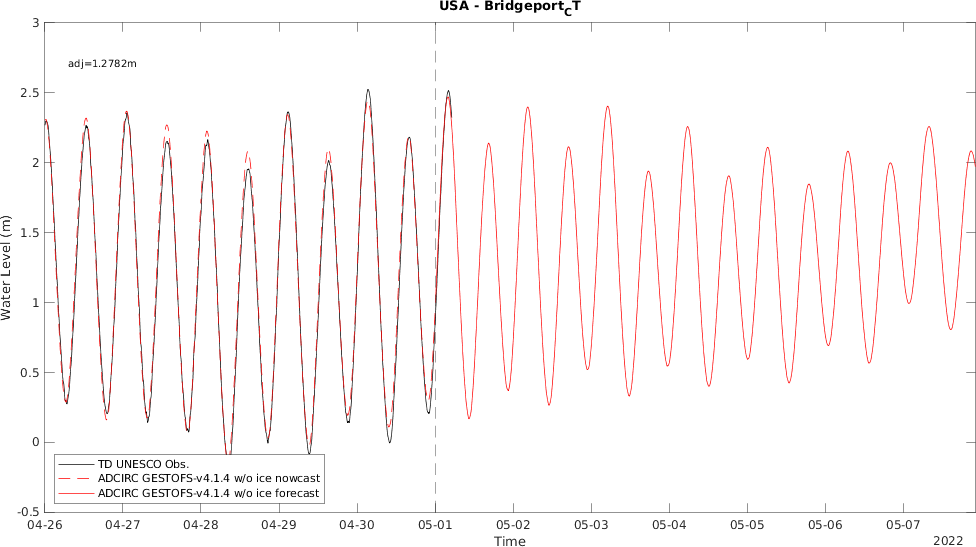 USA - Bridgeport_CT
3
adj=1.2782m
2.5
2
1.5
1
0.5
0
-0.5
Water Level (m)
TD UNESCO Obs.
ADCIRC GESTOFS-v4.1.4 w/o ice nowcast
ADCIRC GESTOFS-v4.1.4 w/o ice forecast
04-26 04-27 04-28 04-29 04-30 05-01 05-02 05-03 05-04 05-05 05-06 05-07
Time
2022